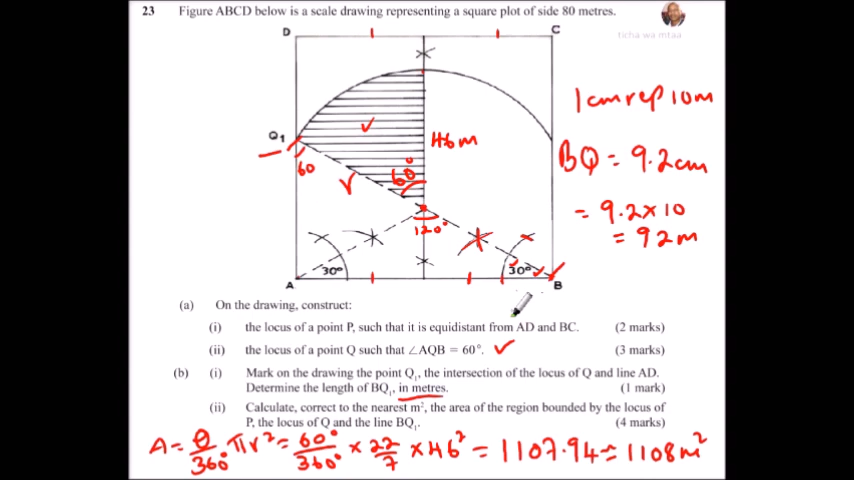 23 Figure ABCD below is a scale drawing representing a square plot of side 80 metres.
ticha wa mtaa
D
C
1cm rep 10m
Q1
46m
BQ = 9.2cm
60
60°
= 9.2×10
= 92m
120°
30°
30°
A
B
(a) On the drawing, construct:
(i) the locus of a point P, such that it is equidistant from AD and BC. (2 marks)
(ii) the locus of a point Q such that ∠AQB = 60°. (3 marks)
(b) (i) Mark on the drawing the point Q₁, the intersection of the locus of Q and line AD.
Determine the length of BQ₁, in metres. (1 mark)
(ii) Calculate, correct to the nearest m², the area of the region bounded by the locus of
P, the locus of Q and the line BQ₁. (4 marks)
A = θ/360° πr² = 60°/360° × 22/7 × 46² = 1107.94 = 1108m²